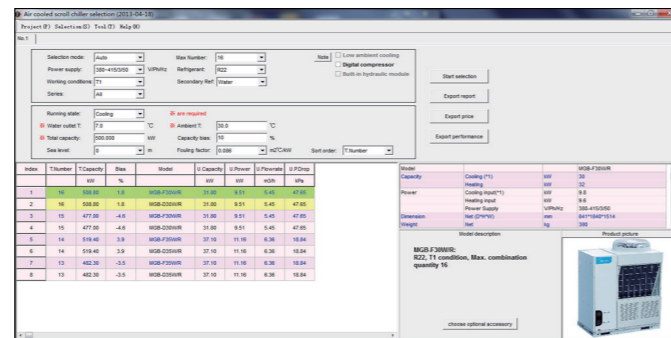 Air cooled scroll chiller selection (2013-04-18)
Project(P) Selection(S) Tool(T) Help(H)
No.1
Selection mode: Auto Max Number: 16 Note Low ambient cooling
Power supply: 380~415/3/50 V/Ph/Hz Refrigerant: R22 Digital compressor
Working conditions: T1 Secondary Ref: Water Built-in hydraulic module
Series: All
Start selection
Export report
Export price
Export performance
Running state: Cooling ※ are required
※ Water outlet T: 7.0 ℃ ※ Ambient T: 30.0 ℃
※ Total capacity: 500.000 kW Capacity bias: 10 %
Sea level: 0 m Fouling factor: 0.086 m2℃/kW Sort order: T.Number
Index T.Number T.Capacity Bias Model U.Capacity U.Power U.Flowrate U.P.Drop
kW % kW kW m3/h kPa
1 16 508.80 1.8 MGB-F30W/R 31.80 9.51 5.45 47.65
2 16 508.80 1.8 MGB-D30W/R 31.80 9.51 5.45 47.65
3 15 477.00 -4.6 MGB-F30W/R 31.80 9.51 5.45 47.65
4 15 477.00 -4.6 MGB-D30W/R 31.80 9.51 5.45 47.65
5 14 519.40 3.9 MGB-F35W/R 37.10 11.16 6.36 18.84
6 14 519.40 3.9 MGB-D35W/R 37.10 11.16 6.36 18.84
7 13 482.30 -3.5 MGB-F35W/R 37.10 11.16 6.36 18.84
8 13 482.30 -3.5 MGB-D35W/R 37.10 11.16 6.36 18.84
Model MGB-F30W/R
Capacity Cooling (*1) kW 30
Heating kW 32
Power Cooling input(*1) kW 9.8
Heating input kW 9.6
Power Supply V/Ph/Hz 380-415/3/50
Dimension Net (D*H*W) mm 841*1840*1514
Weight Net kg 380
Model description Product picture
MGB-F30W/R:
R22, T1 condition, Max. combination
quantity 16
choose optional accessory